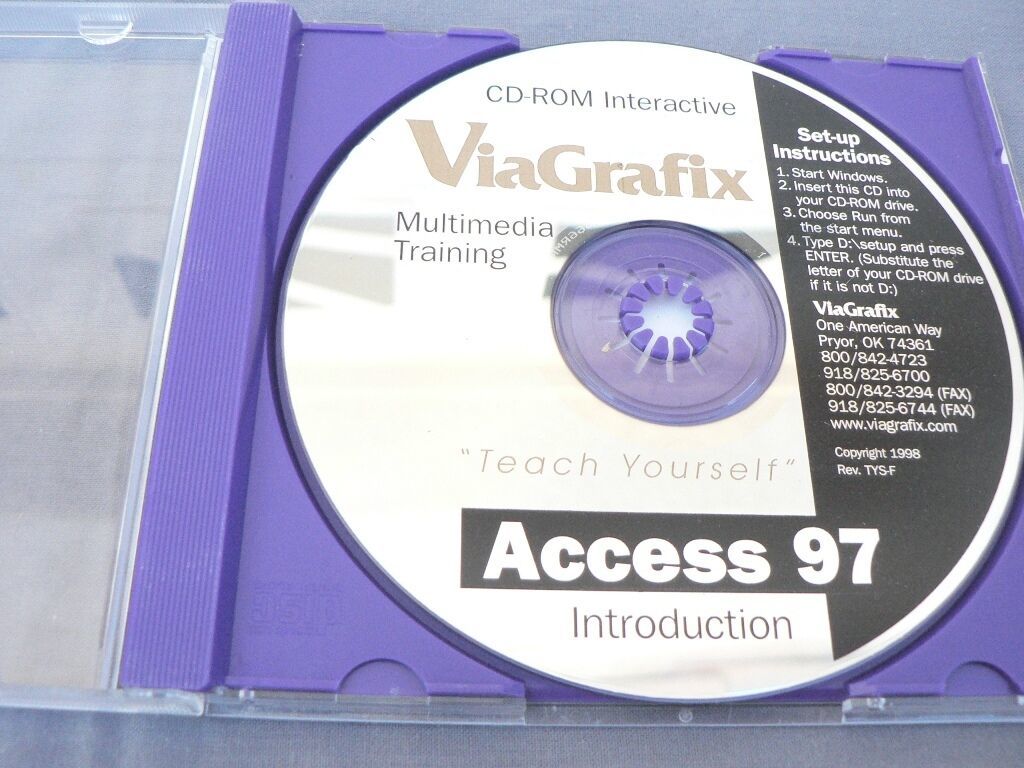 CD-ROM Interactive
ViaGrafix
Multimedia
Training
"Teach Yourself"
Access 97
Introduction
Set-up
Instructions
1. Start Windows.
2. Insert this CD into
your CD-ROM drive.
3. Choose Run from
the start menu.
4. Type D:\setup and press
ENTER. (Substitute the
letter of your CD-ROM drive
if it is not D:)
ViaGrafix
One American Way
Pryor, OK 74361
800/842-4723
918/825-6700
800/842-3294 (FAX)
918/825-6744 (FAX)
www.viagrafix.com
Copyright 1998
Rev. TYS-F
disc